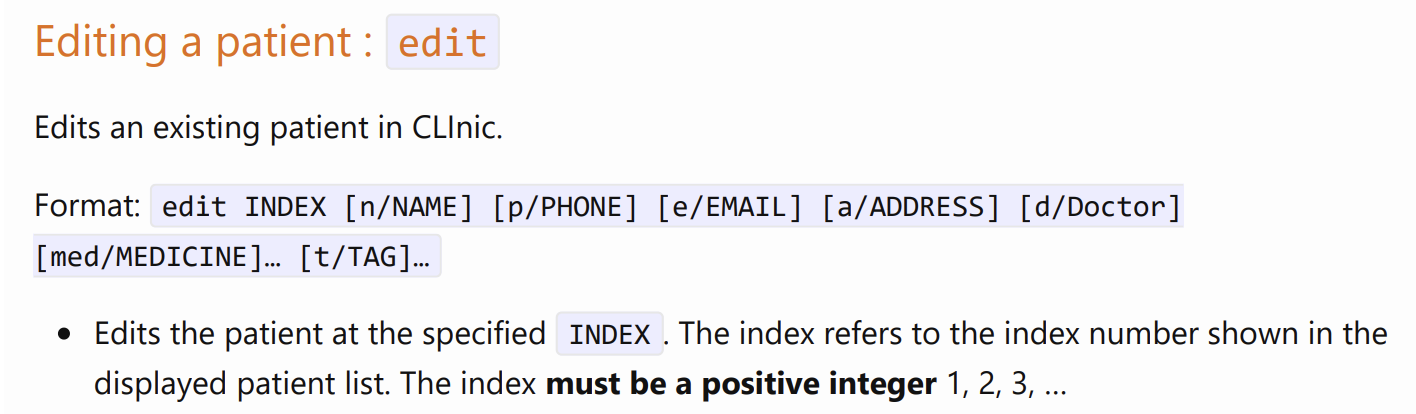 Editing a patient : edit
Edits an existing patient in CLInic.
Format: edit INDEX [n/NAME] [p/PHONE] [e/EMAIL] [a/ADDRESS] [d/Doctor]
[med/MEDICINE]… [t/TAG]…
• Edits the patient at the specified INDEX. The index refers to the index number shown in the
displayed patient list. The index must be a positive integer 1, 2, 3, …